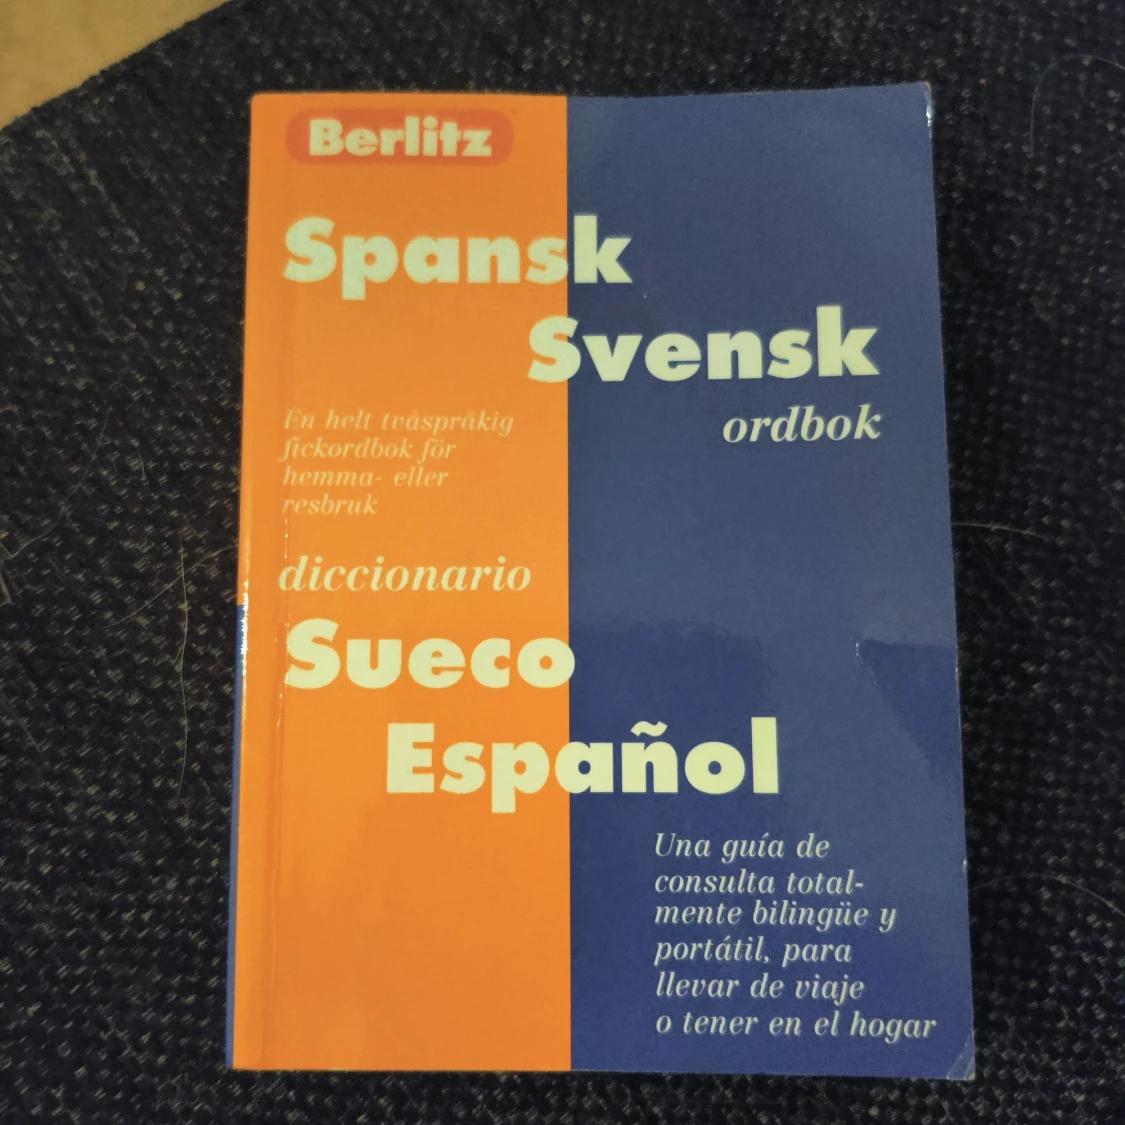 Berlitz
Spansk
Svensk
ordbok
En helt tvåspråkig
fickordbok för
hemma- eller
resbruk
diccionario
Sueco
Español
Una guía de
consulta total-
mente bilingüe y
portátil, para
llevar de viaje
o tener en el hogar